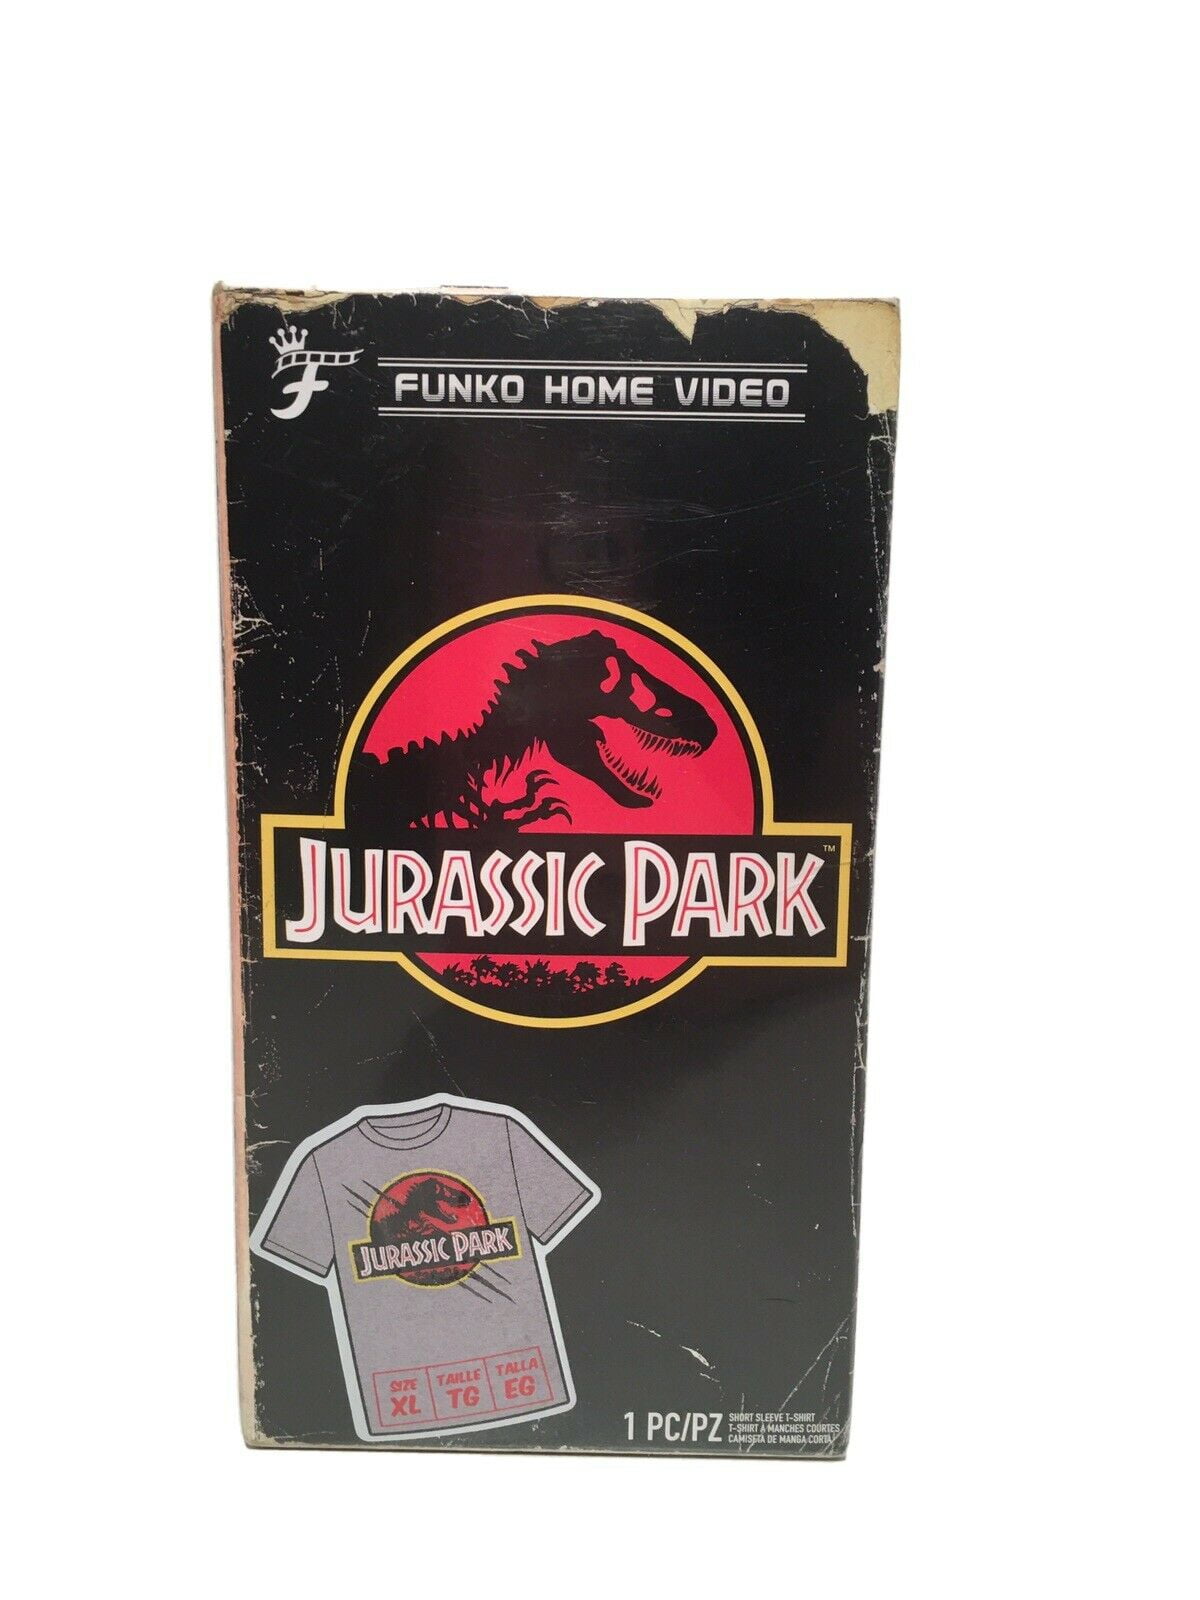 F
FUNKO HOME VIDEO
JURASSIC PARK™
JURASSIC PARK
SIZE XL
TAILLE TG
TALLA EG
1 PC/PZ
SHORT SLEEVE T-SHIRT
T-SHIRT À MANCHES COURTES
CAMISETA DE MANGA CORTA